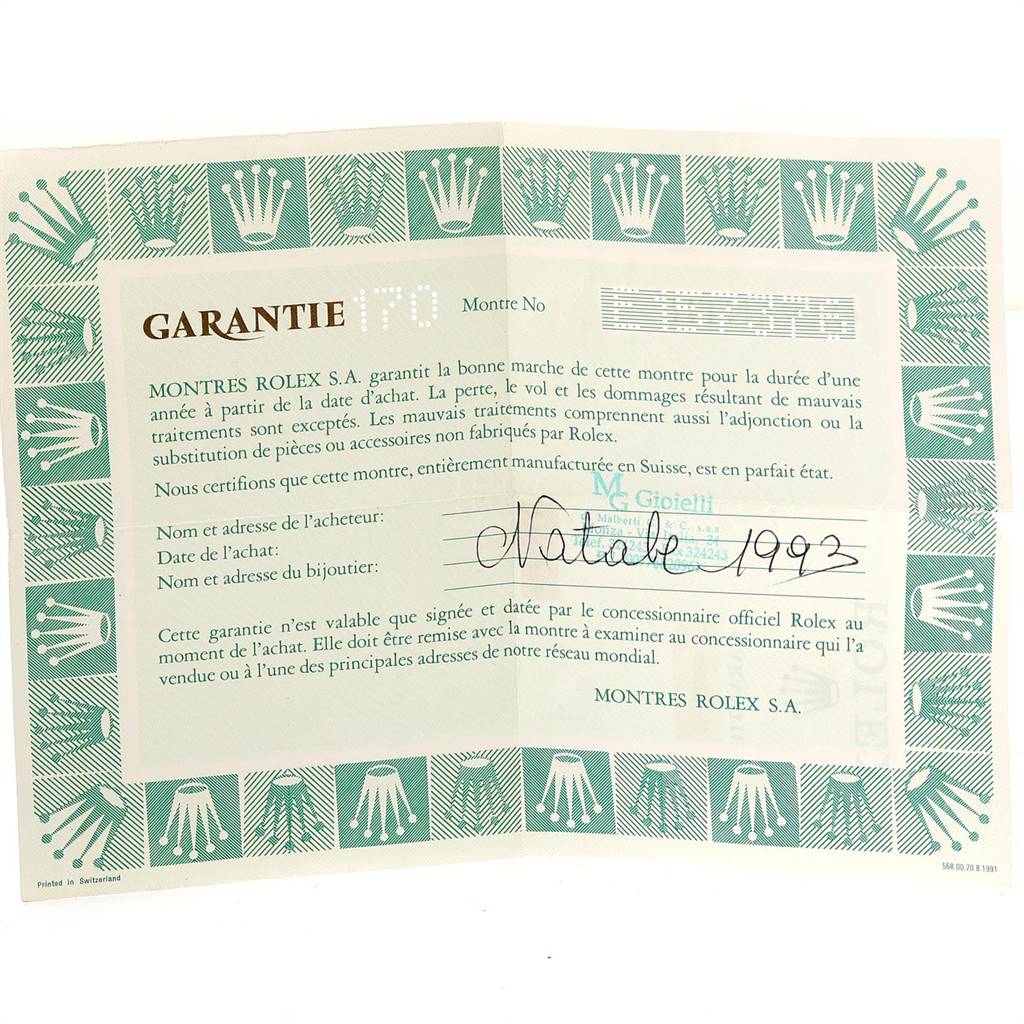 GARANTIE 170 Montre No
MONTRES ROLEX S.A. garantit la bonne marche de cette montre pour la durée d'une
année à partir de la date d'achat. La perte, le vol et les dommages résultant de mauvais
traitements sont exceptés. Les mauvais traitements comprennent aussi l'adjonction ou la
substitution de pièces ou accessoires non fabriqués par Rolex.
Nous certifions que cette montre, entièrement manufacturée en Suisse, est en parfait état.
MG Gioielli
Malberti & C. s.a.s
Nom et adresse de l'acheteur:
Date de l'achat:
Natale 1993
324243
Nom et adresse du bijoutier:
Cette garantie n'est valable que signée et datée par le concessionnaire officiel Rolex au
moment de l'achat. Elle doit être remise avec la montre à examiner au concessionnaire qui l'a
vendue ou à l'une des principales adresses de notre réseau mondial.
MONTRES ROLEX S.A.
Printed in Switzerland
568.00.20.8.1991